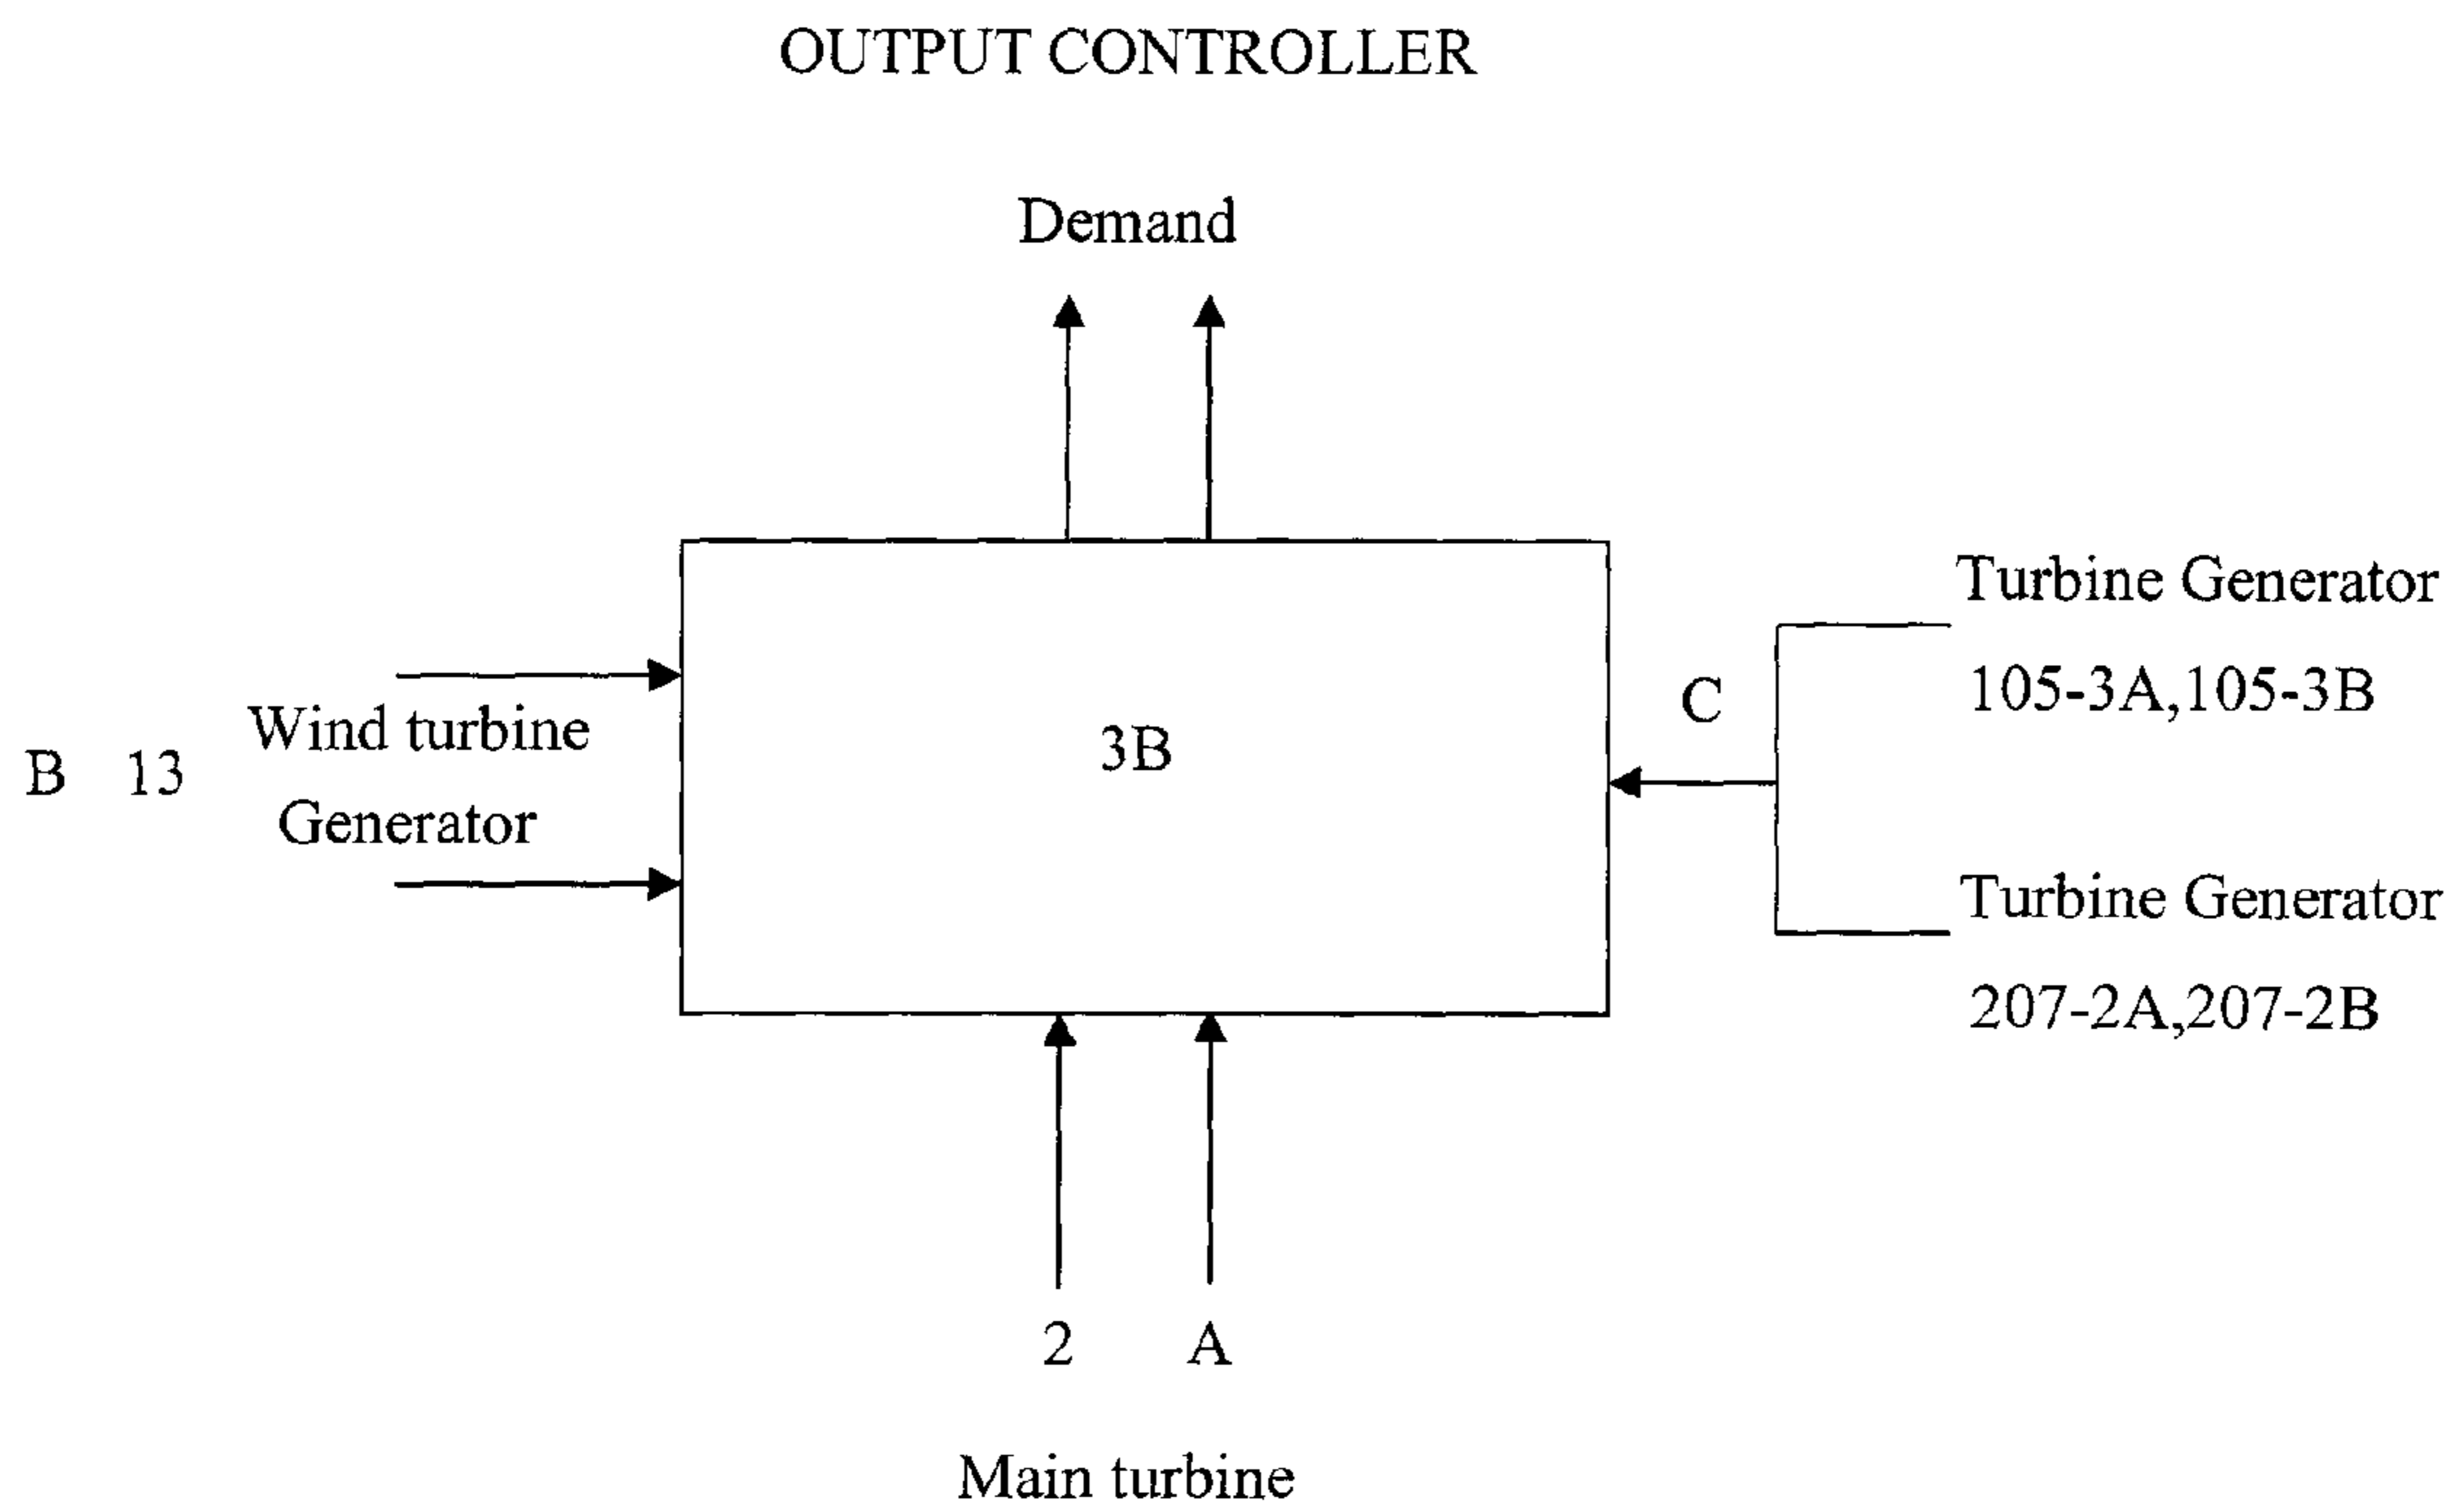 OUTPUT CONTROLLER
Demand
Turbine Generator
105-3A,105-3B
C
Wind turbine
B 13
3B
Generator
Turbine Generator
207-2A,207-2B
2 A
Main turbine